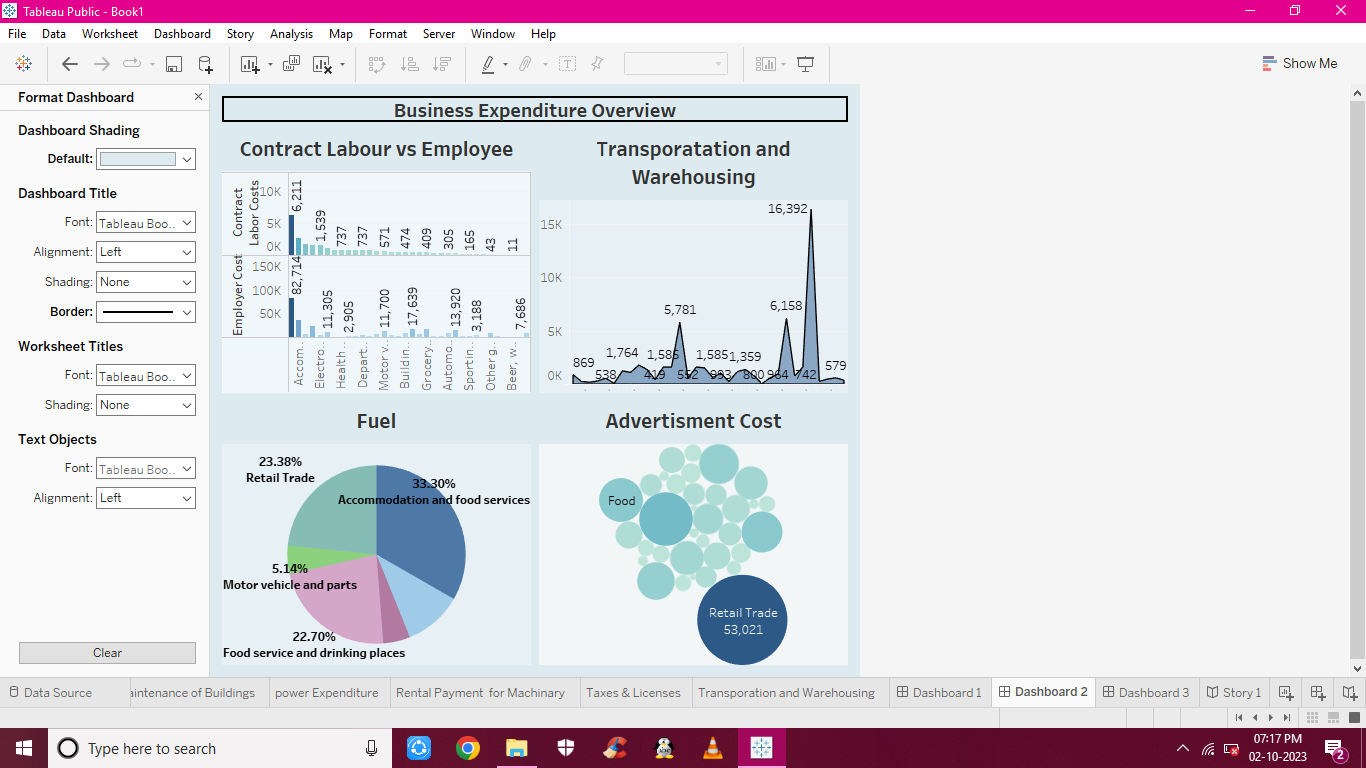 Tableau Public - Book1
File Data Worksheet Dashboard Story Analysis Map Format Server Window Help
Show Me
Format Dashboard
Dashboard Shading
Default:
Dashboard Title
Font: Tableau Boo..
Alignment: Left
Shading: None
Border:
Worksheet Titles
Font: Tableau Boo..
Shading: None
Text Objects
Font: Tableau Boo..
Alignment: Left
Clear
Business Expenditure Overview
Contract Labour vs Employee
Contract
Labor Costs
10K
5K
0K
6,211
1,539
737
737
571
474
409
305
165
43
11
Employer Cost
150K
100K
50K
82,714
11,305
2,905
11,700
17,639
13,920
3,188
7,686
Accom..
Electro..
Health ..
Depart..
Motor v..
Buildin..
Grocery..
Automo..
Sportin..
Other g..
Beer, w..
Transporatation and
Warehousing
15K
10K
5K
0K
16,392
5,781
6,158
869
1,764
1,585
1,585
1,359
579
538
419
552
993
800
964
742
Fuel
23.38%
Retail Trade
33.30%
Accommodation and food services
5.14%
Motor vehicle and parts
22.70%
Food service and drinking places
Advertisment Cost
Food
Retail Trade
53,021
Data Source
intenance of Buildings
power Expenditure
Rental Payment for Machinary
Taxes & Licenses
Transporation and Warehousing
Dashboard 1
Dashboard 2
Dashboard 3
Story 1
Type here to search
07:17 PM
02-10-2023
2